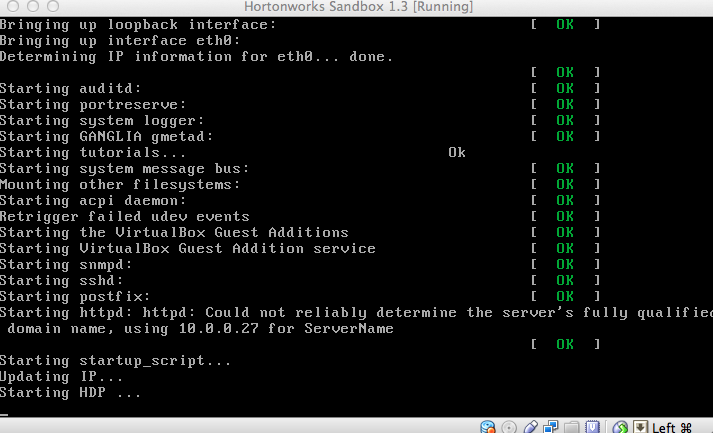 Hortonworks Sandbox 1.3 [Running]
Bringing up loopback interface: [ OK ]
Bringing up interface eth0:
Determining IP information for eth0... done.
[ OK ]
Starting auditd: [ OK ]
Starting portreserve: [ OK ]
Starting system logger: [ OK ]
Starting GANGLIA gmetad: [ OK ]
Starting tutorials... Ok
Starting system message bus: [ OK ]
Mounting other filesystems: [ OK ]
Starting acpi daemon: [ OK ]
Retrigger failed udev events [ OK ]
Starting the VirtualBox Guest Additions [ OK ]
Starting VirtualBox Guest Addition service [ OK ]
Starting snmpd: [ OK ]
Starting sshd: [ OK ]
Starting postfix: [ OK ]
Starting httpd: httpd: Could not reliably determine the server's fully qualified
domain name, using 10.0.0.27 for ServerName
[ OK ]
Starting startup_script...
Updating IP...
Starting HDP ...
_
Left ⌘